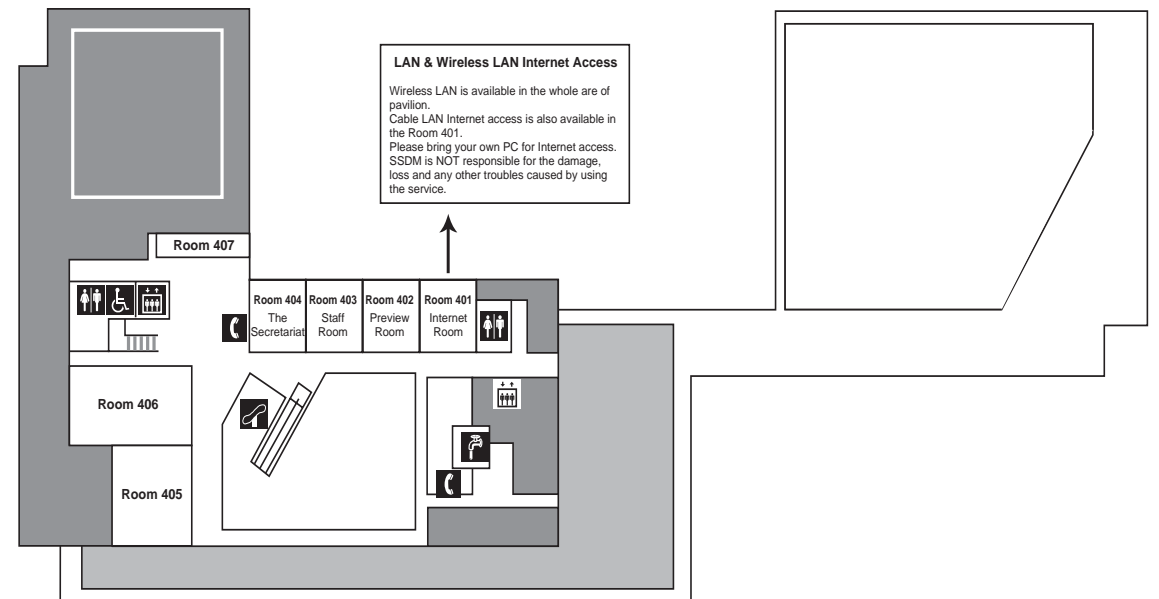 LAN & Wireless LAN Internet Access
Wireless LAN is available in the whole are of
pavilion.
Cable LAN Internet access is also available in
the Room 401.
Please bring your own PC for Internet access.
SSDM is NOT responsible for the damage,
loss and any other troubles caused by using
the service.
Room 407
Room 404
The
Secretariat
Room 403
Staff
Room
Room 402
Preview
Room
Room 401
Internet
Room
Room 406
Room 405